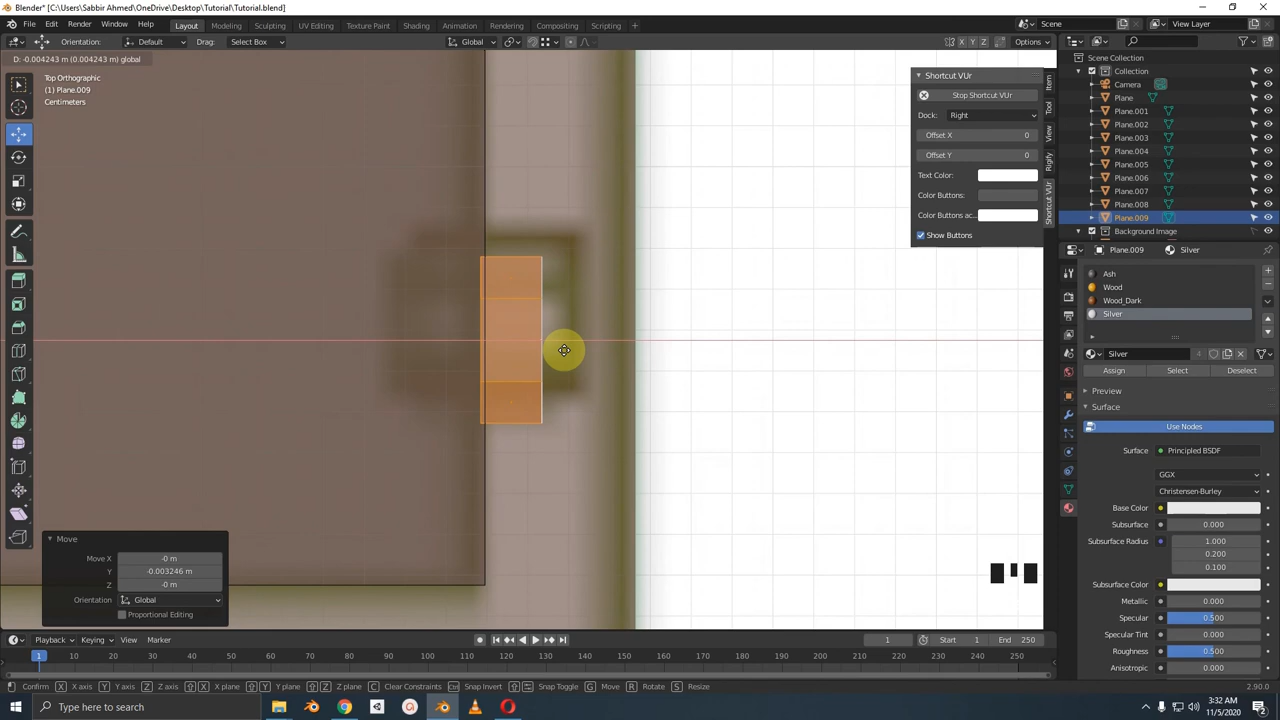 Blender* [C:\Users\Sabbir Ahmed\OneDrive\Desktop\Tutorial\Tutorial.blend]
File Edit Render Window Help Layout Modeling Sculpting UV Editing Texture Paint Shading Animation Rendering Compositing Scripting Scene View Layer
Orientation: Default Drag: Select Box Global X Y Z Options
D: -0.004243 m (0.004243 m) global
Top Orthographic
(1) Plane.009
Centimeters
Shortcut VUr
Stop Shortcut VUr
Dock: Right
Offset X 0
Offset Y 0
Text Color:
Color Buttons:
Color Buttons ac..
Show Buttons
Item
Tool
View
Rigify
Shortcut VUr
Scene Collection
Collection
Camera
Plane
Plane.001
Plane.002
Plane.003
Plane.004
Plane.005
Plane.006
Plane.007
Plane.008
Plane.009
Background Image
Plane.009 Silver
Ash
Wood
Wood_Dark
Silver
Silver 4
Assign Select Deselect
Preview
Surface
Use Nodes
Surface Principled BSDF
GGX
Christensen-Burley
Base Color
Subsurface 0.000
Subsurface Radius 1.000
0.200
0.100
Subsurface Color
Metallic 0.000
Specular 0.500
Specular Tint 0.000
Roughness 0.500
Anisotropic 0.000
Move
Move X -0 m
Y -0.003246 m
Z -0 m
Orientation Global
Proportional Editing
Playback Keying View Marker 1 Start 1 End 250
1 10 20 30 40 50 60 70 80 90 100 110 120 130 140 150 160 170 180 190 200 210 220 230 240 250
Confirm X X axis Y Y axis Z Z axis X X plane Y Y plane Z Z plane C Clear Constraints Ctrl Snap Invert Snap Toggle G Move R Rotate S Resize 2.90.0
Type here to search
3:32 AM
11/5/2020
2